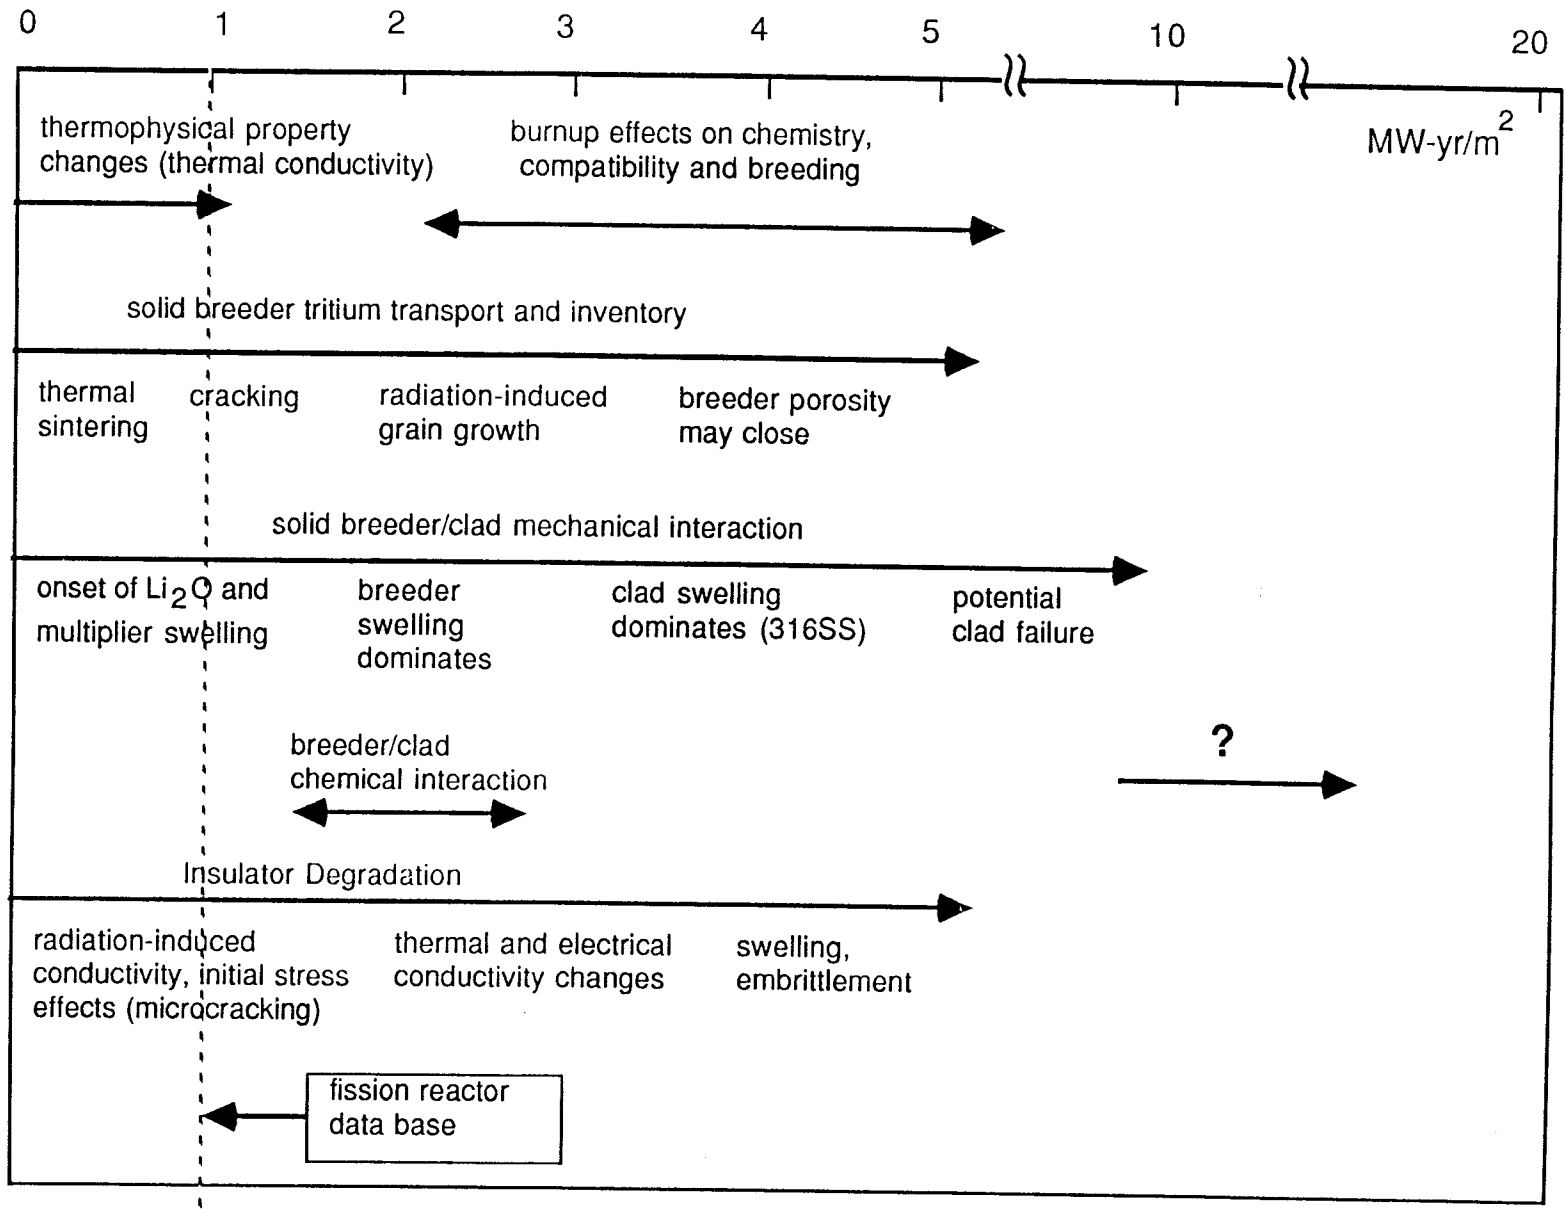 0 1 2 3 4 5 10 20
MW-yr/m2
thermophysical property
changes (thermal conductivity)
burnup effects on chemistry,
compatibility and breeding
solid breeder tritium transport and inventory
thermal
sintering
cracking
radiation-induced
grain growth
breeder porosity
may close
solid breeder/clad mechanical interaction
onset of Li2O and
multiplier swelling
breeder
swelling
dominates
clad swelling
dominates (316SS)
potential
clad failure
breeder/clad
chemical interaction
?
Insulator Degradation
radiation-induced
conductivity, initial stress
effects (microcracking)
thermal and electrical
conductivity changes
swelling,
embrittlement
fission reactor
data base